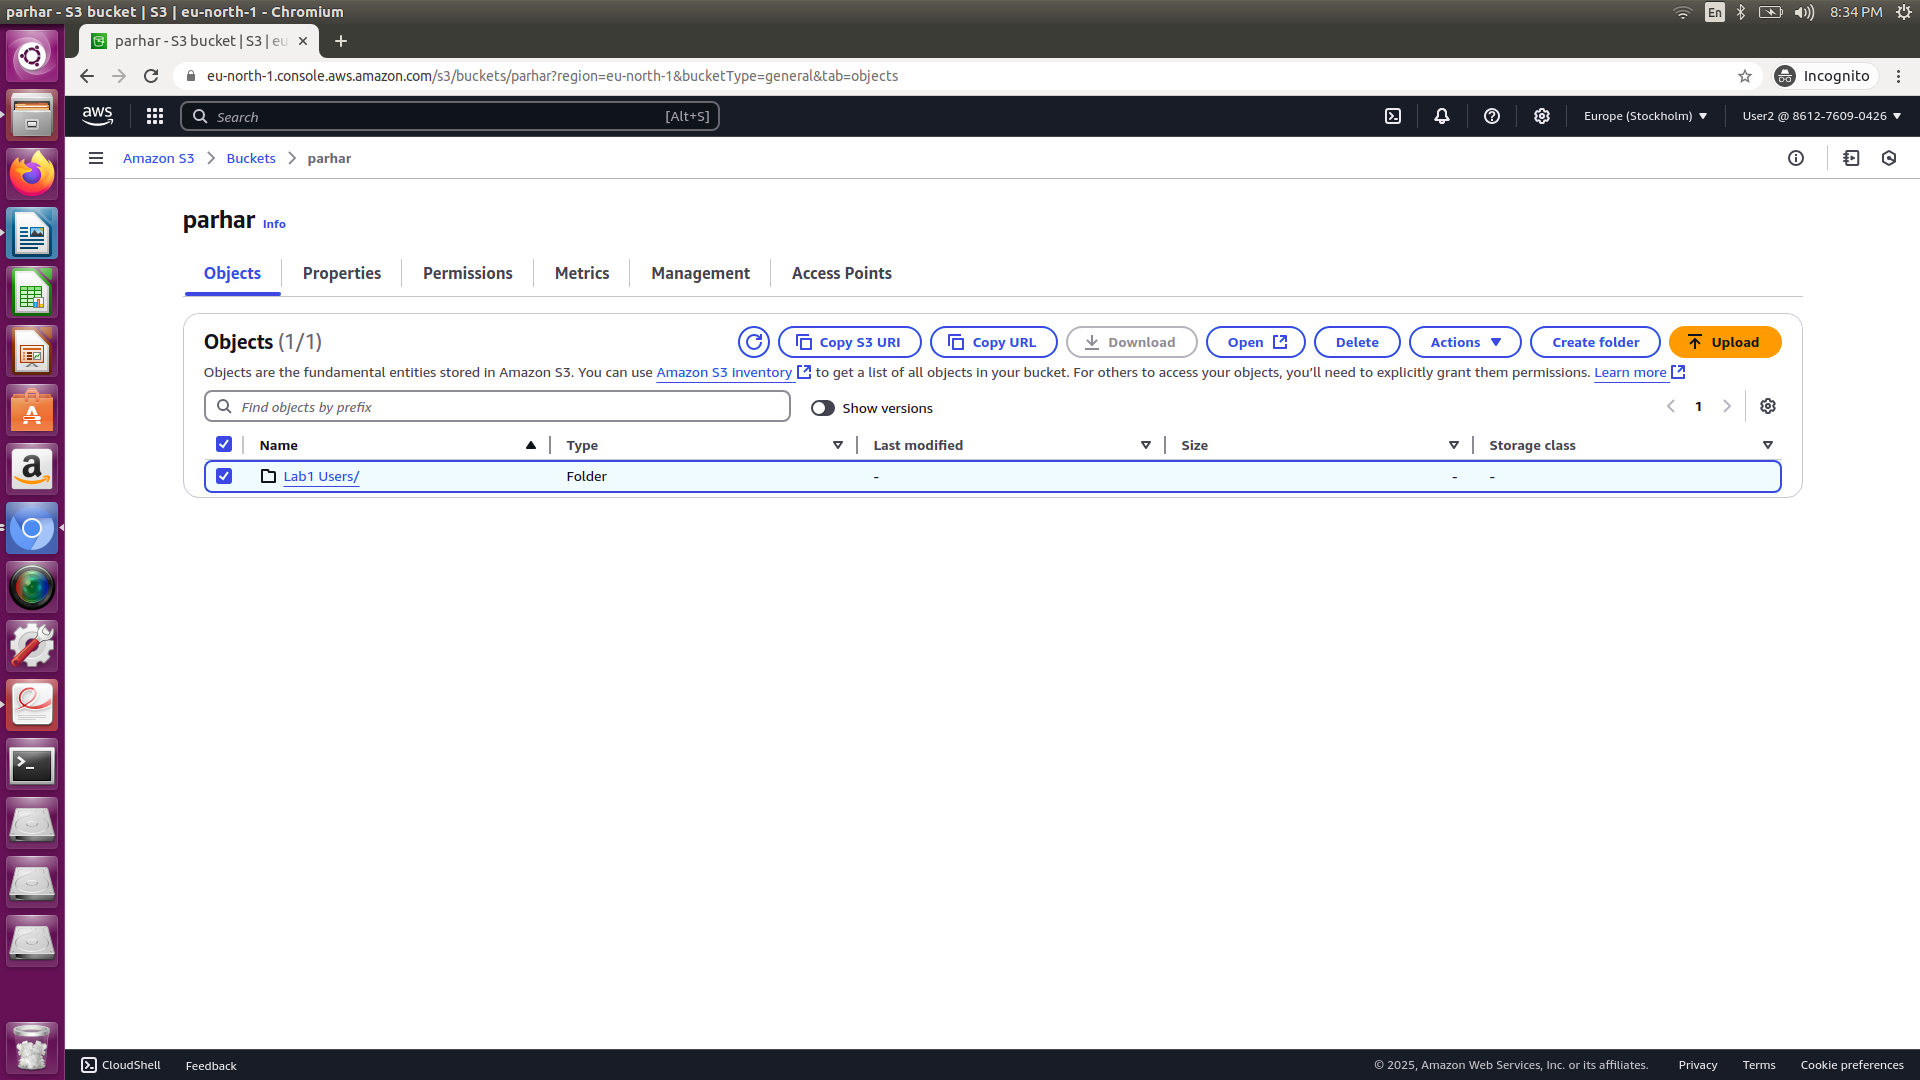 parhar - S3 bucket | S3 | eu-north-1 - Chromium
En
8:34 PM
parhar - S3 bucket | S3 | eu
eu-north-1.console.aws.amazon.com/s3/buckets/parhar?region=eu-north-1&bucketType=general&tab=objects
Incognito
aws
Search
[Alt+S]
Europe (Stockholm)
User2 @ 8612-7609-0426
Amazon S3
Buckets
parhar
parhar Info
Objects
Properties
Permissions
Metrics
Management
Access Points
Objects (1/1)
Copy S3 URI
Copy URL
Download
Open
Delete
Actions
Create folder
Upload
Objects are the fundamental entities stored in Amazon S3. You can use Amazon S3 inventory to get a list of all objects in your bucket. For others to access your objects, you'll need to explicitly grant them permissions. Learn more
Find objects by prefix
Show versions
1
Name
Type
Last modified
Size
Storage class
Lab1 Users/
Folder
-
-
-
CloudShell
Feedback
© 2025, Amazon Web Services, Inc. or its affiliates.
Privacy
Terms
Cookie preferences